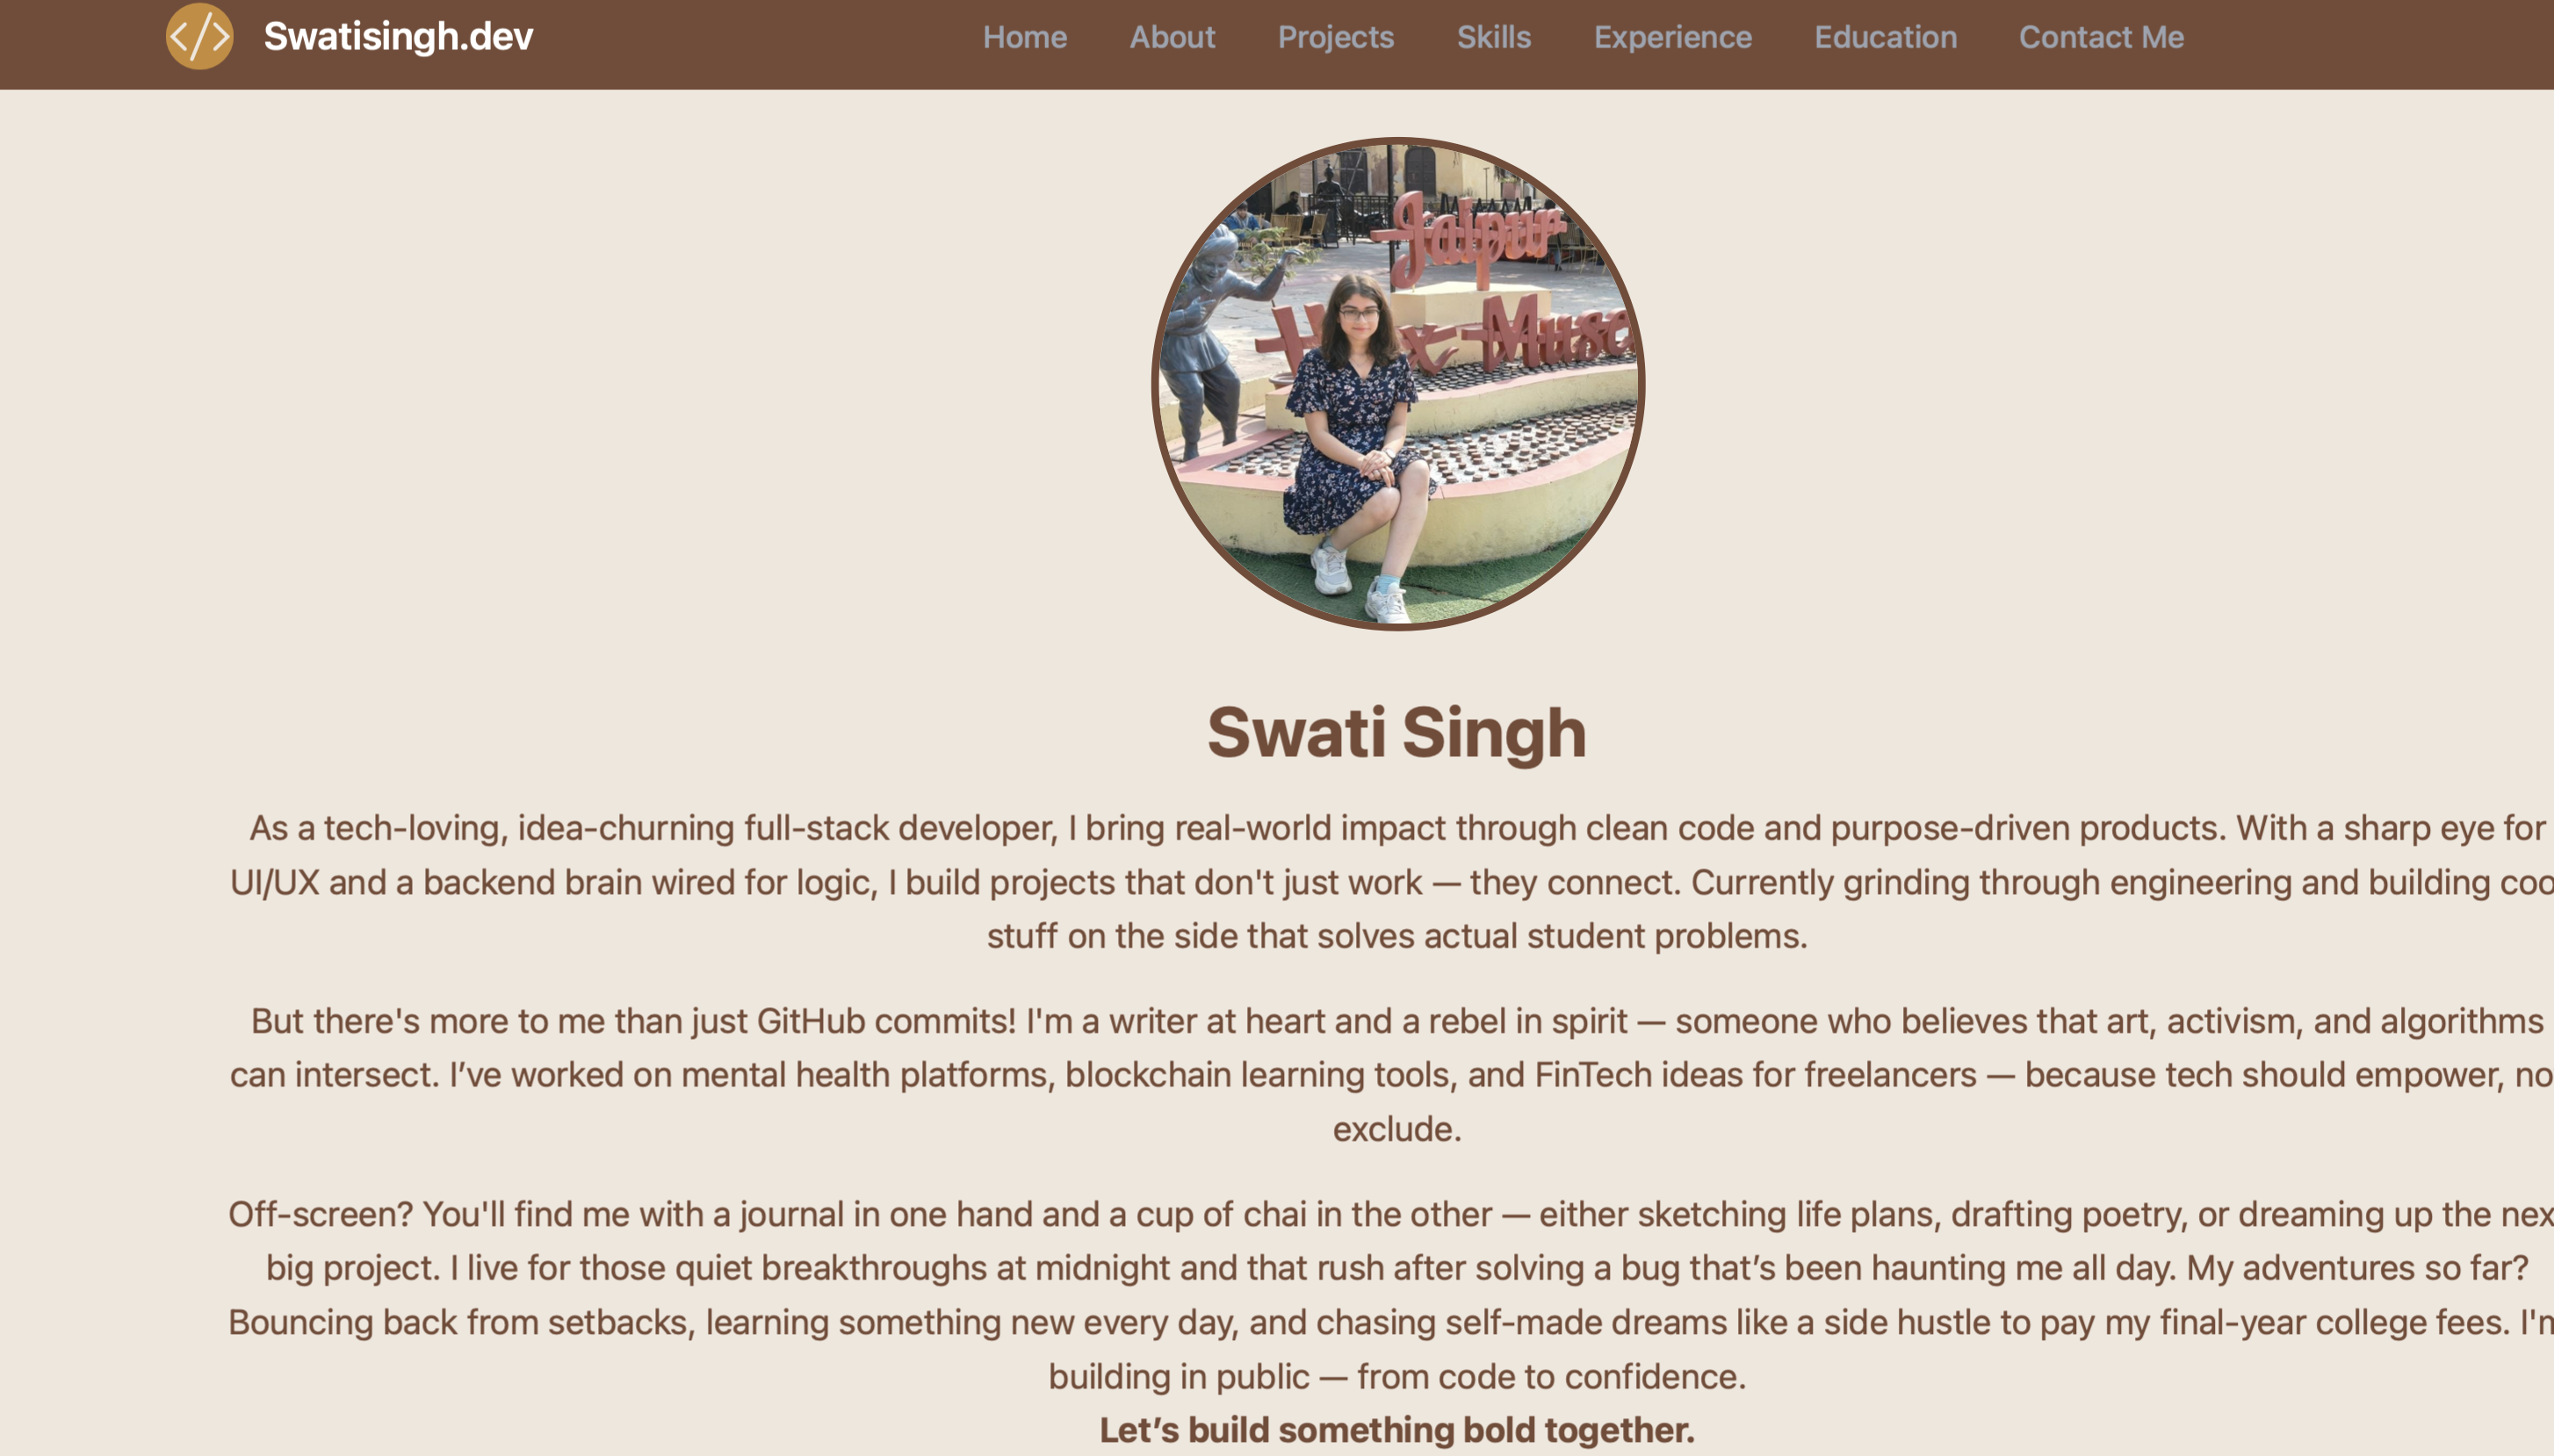 </> Swatisingh.dev Home About Projects Skills Experience Education Contact Me
Jaipur
Wax Muse
Swati Singh
As a tech-loving, idea-churning full-stack developer, I bring real-world impact through clean code and purpose-driven products. With a sharp eye for
UI/UX and a backend brain wired for logic, I build projects that don't just work — they connect. Currently grinding through engineering and building coo
stuff on the side that solves actual student problems.
But there's more to me than just GitHub commits! I'm a writer at heart and a rebel in spirit — someone who believes that art, activism, and algorithms
can intersect. I’ve worked on mental health platforms, blockchain learning tools, and FinTech ideas for freelancers — because tech should empower, no
exclude.
Off-screen? You'll find me with a journal in one hand and a cup of chai in the other — either sketching life plans, drafting poetry, or dreaming up the nex
big project. I live for those quiet breakthroughs at midnight and that rush after solving a bug that’s been haunting me all day. My adventures so far?
Bouncing back from setbacks, learning something new every day, and chasing self-made dreams like a side hustle to pay my final-year college fees. I'm
building in public — from code to confidence.
Let’s build something bold together.